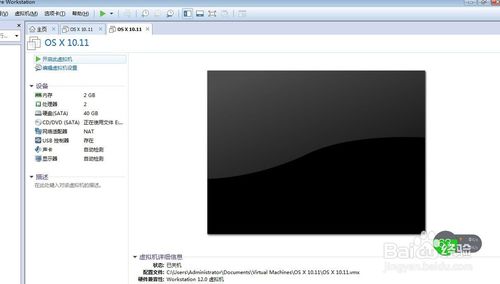 re Workstation
(V) 虚拟机(M) 选项卡(T) 帮助(H)
主页 OS X 10.11 OS X 10.11
OS X 10.11
开启此虚拟机
编辑虚拟机设置
设备
内存 2 GB
处理器 2
硬盘(SATA) 40 GB
CD/DVD (SATA) 正在使用文件 E:...
网络适配器 NAT
USB 控制器 存在
声卡 自动检测
显示器 自动检测
描述
在此处键入对该虚拟机的描述。
虚拟机详细信息
状态: 已关机
配置文件: C:\Users\Administrator\Documents\Virtual Machines\OS X 10.11\OS X 10.11.vmx
硬件兼容性: Workstation 12.0 虚拟机
Baidu 经验
jingyan.baidu.com